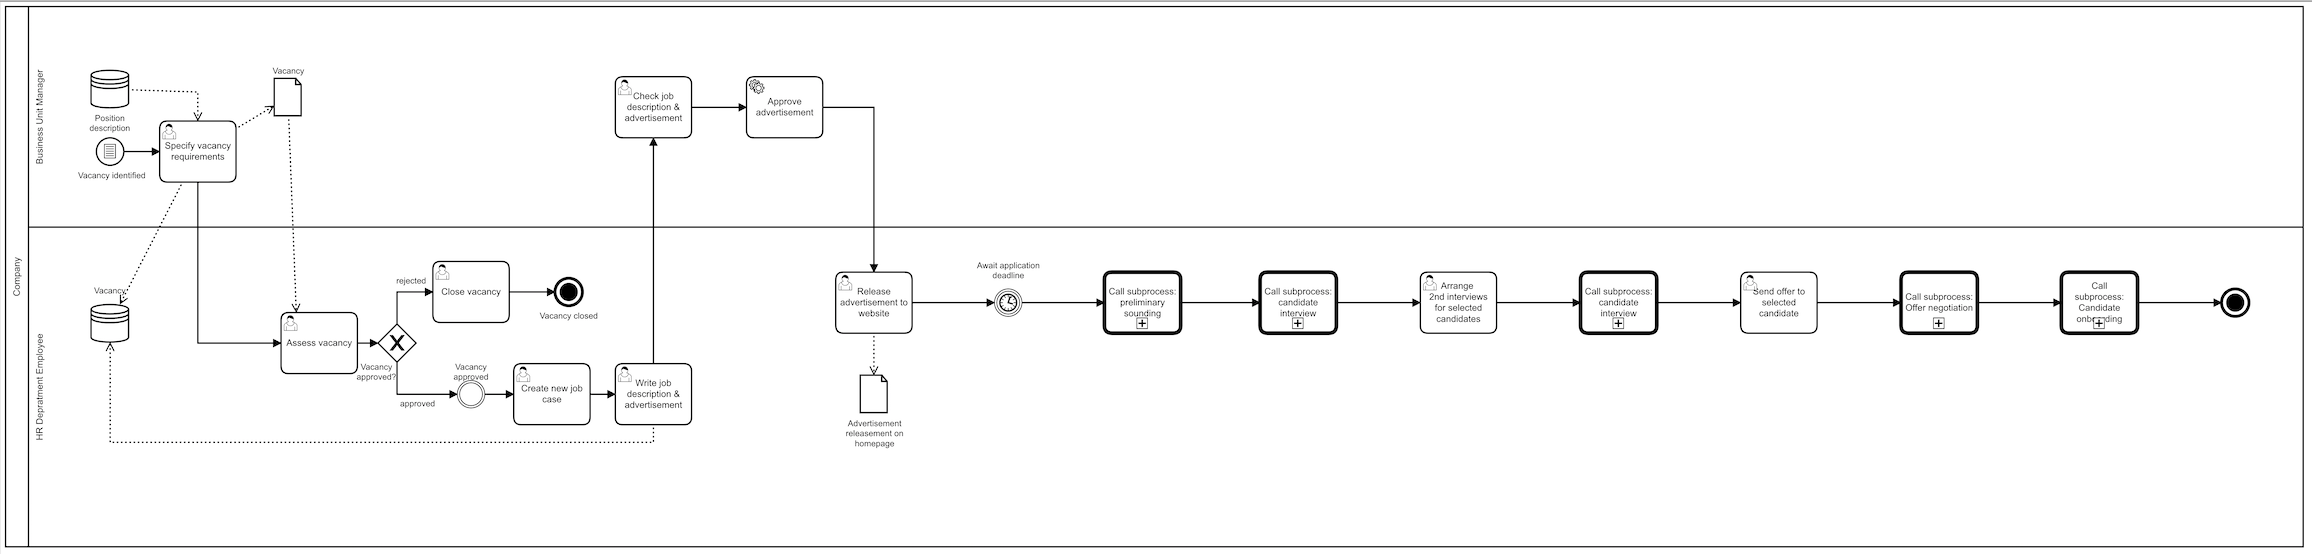 Company
Business Unit Manager
HR Depratment Employee
Position
description
Vacancy identified
Specify vacancy
requirements
Vacancy
Check job
description &
advertisement
Approve
advertisement
Vacancy
Assess vacancy
Vacancy
approved?
rejected
Close vacancy
Vacancy closed
approved
Vacancy
approved
Create new job
case
Write job
description &
advertisement
Release
advertisement to
website
Advertisement
releasement on
homepage
Await application
deadline
Call subprocess:
preliminary
sounding
Call subprocess:
candidate
interview
Arrange
2nd interviews
for selected
candidates
Call subprocess:
candidate
interview
Send offer to
selected
candidate
Call subprocess:
Offer negotiation
Call
subprocess:
Candidate
onboarding